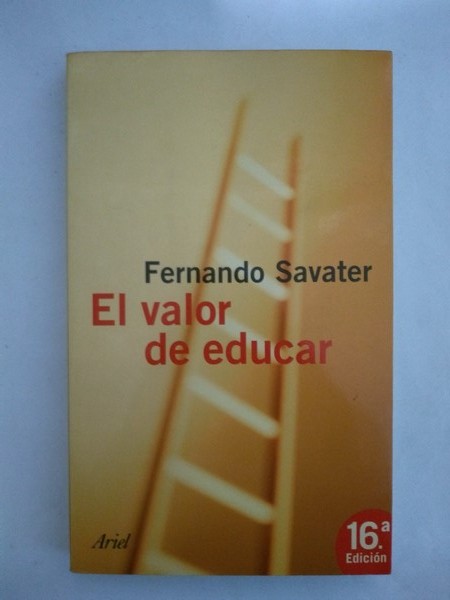 Fernando Savater
El valor
de educar
Ariel
16.ª
Edición